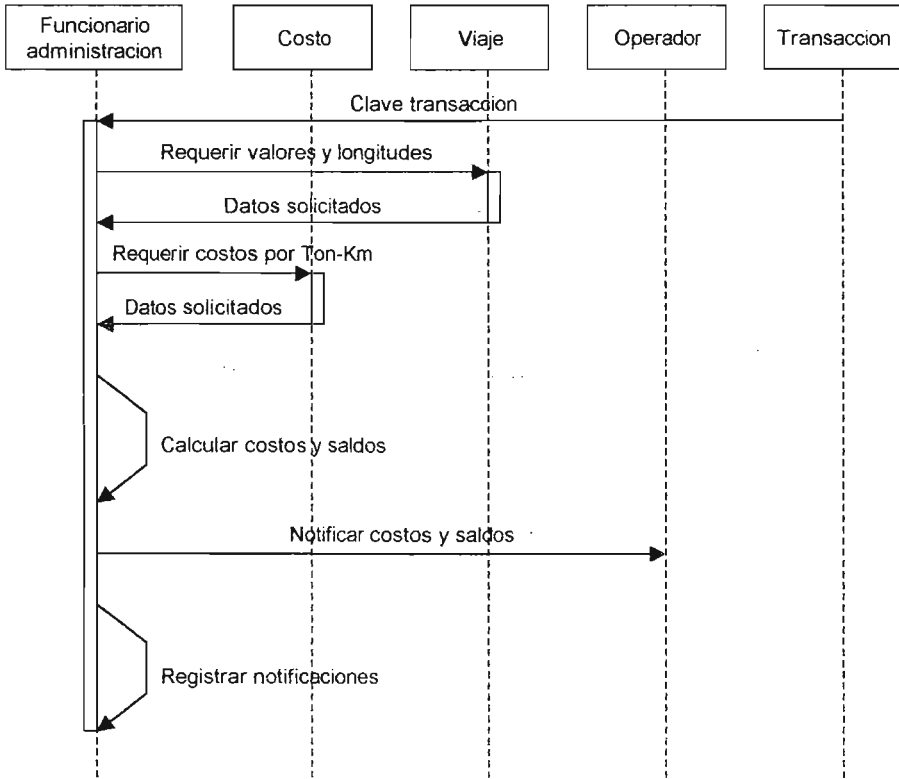 Funcionario
administracion
Costo
Viaje
Operador
Transaccion
Clave transaccion
Requerir valores y longitudes
Datos solicitados
Requerir costos por Ton-Km
Datos solicitados
Calcular costos y saldos
Notificar costos y saldos
Registrar notificaciones